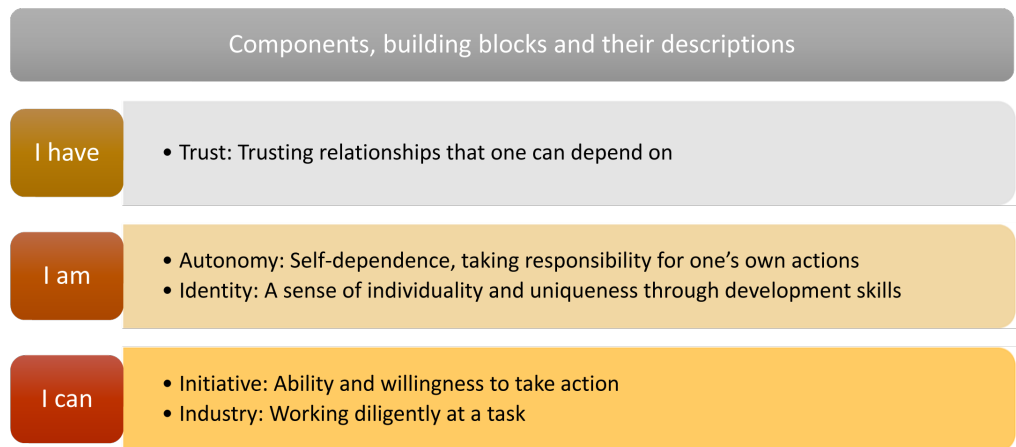 Components, building blocks and their descriptions
I have
• Trust: Trusting relationships that one can depend on
I am
• Autonomy: Self-dependence, taking responsibility for one’s own actions
• Identity: A sense of individuality and uniqueness through development skills
I can
• Initiative: Ability and willingness to take action
• Industry: Working diligently at a task